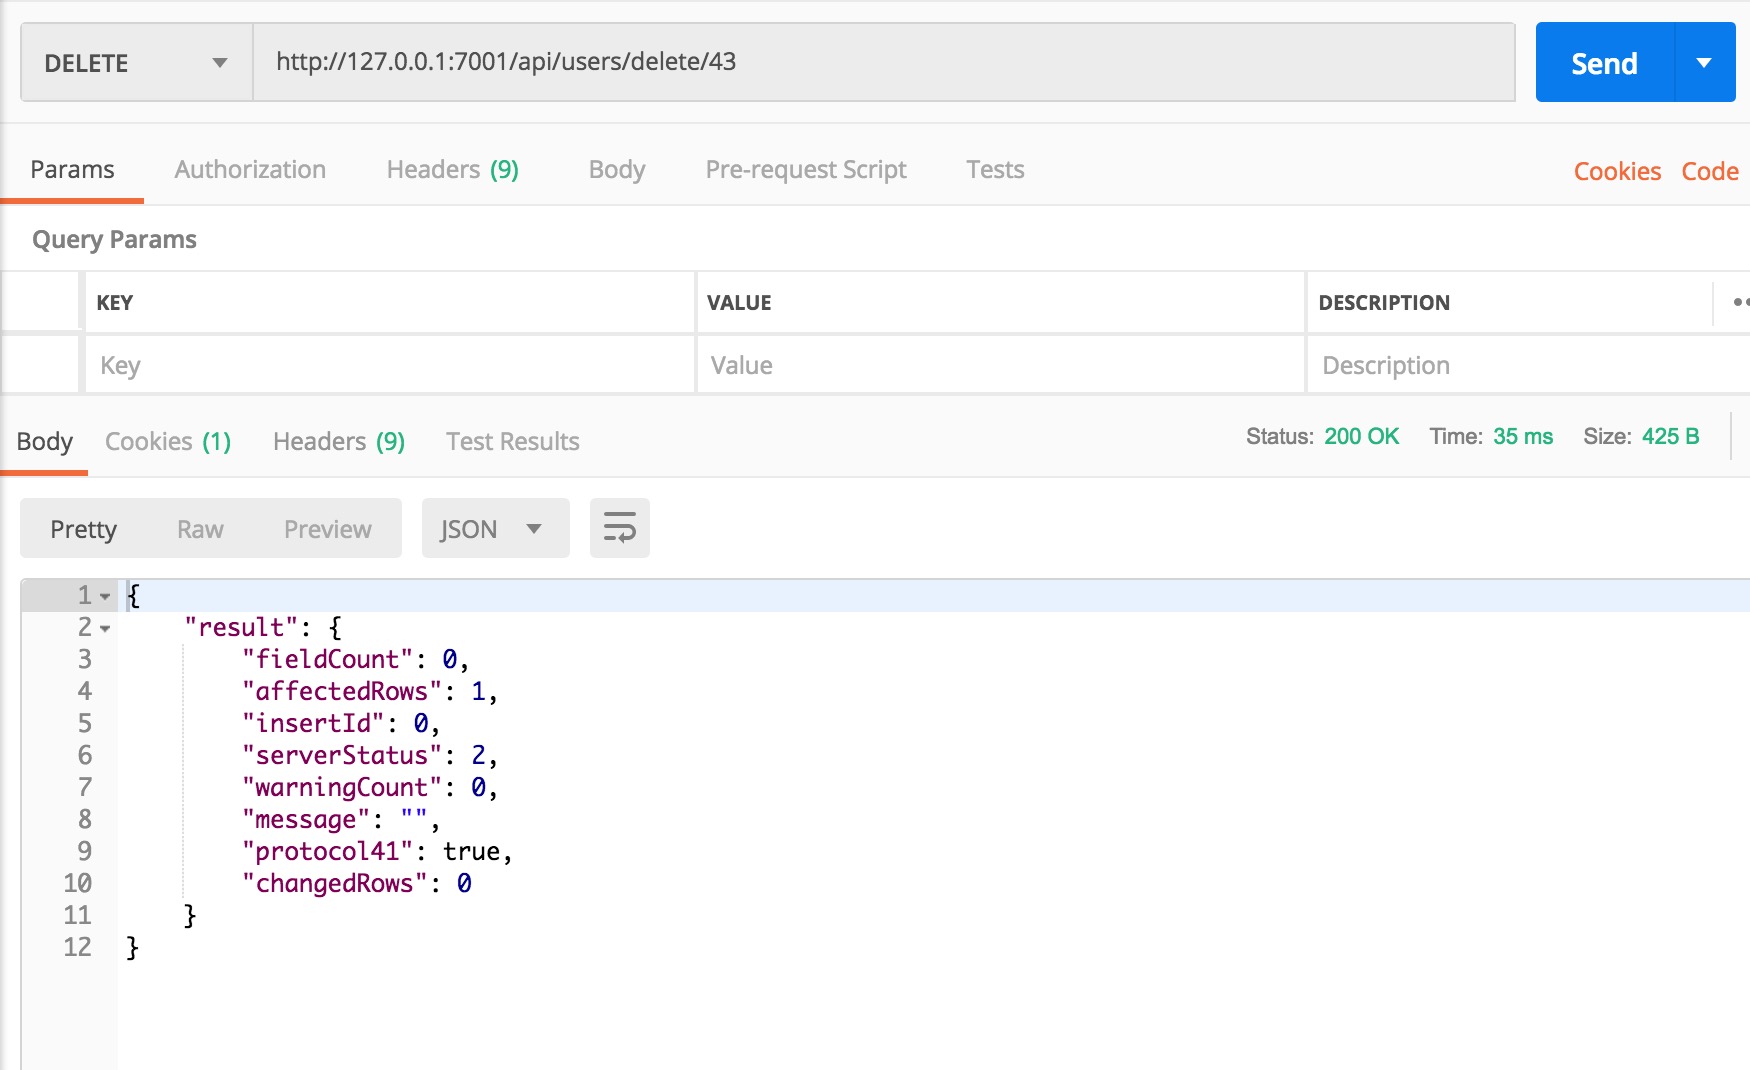 DELETE http://127.0.0.1:7001/api/users/delete/43 Send
Params Authorization Headers (9) Body Pre-request Script Tests Cookies Code
Query Params
KEY VALUE DESCRIPTION
Key Value Description
Body Cookies (1) Headers (9) Test Results Status: 200 OK Time: 35 ms Size: 425 B
Pretty Raw Preview JSON
1 {
2 "result": {
3 "fieldCount": 0,
4 "affectedRows": 1,
5 "insertId": 0,
6 "serverStatus": 2,
7 "warningCount": 0,
8 "message": "",
9 "protocol41": true,
10 "changedRows": 0
11 }
12 }